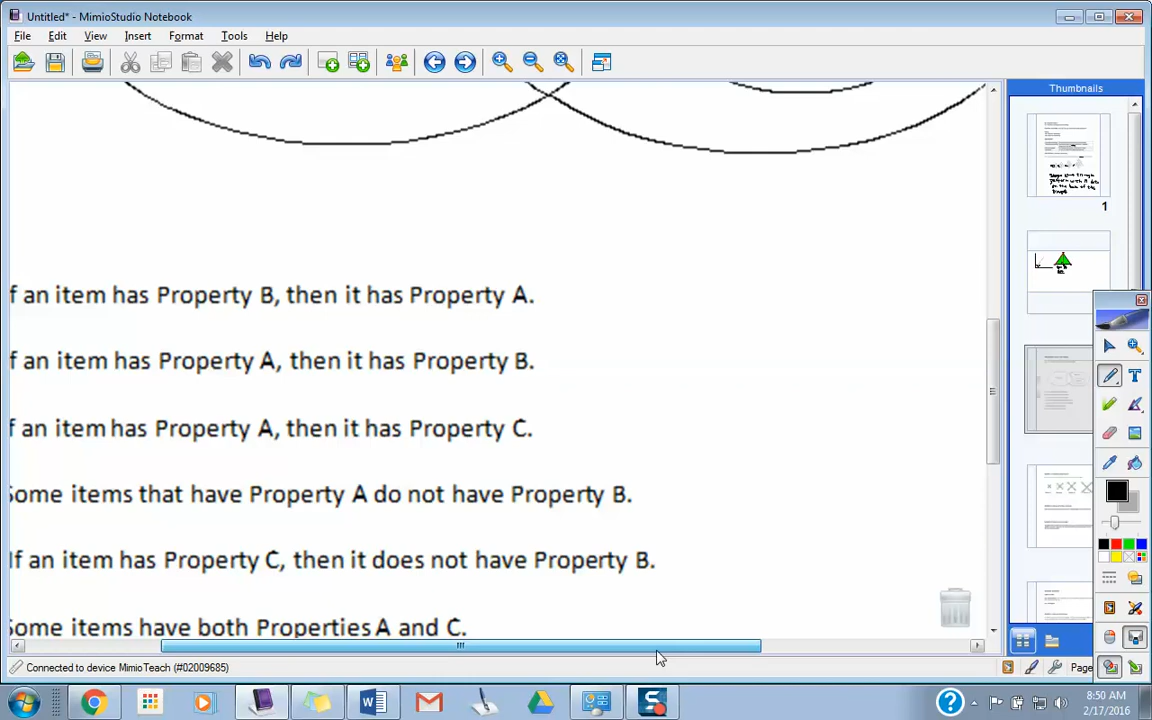 Untitled* - MimioStudio Notebook
File Edit View Insert Format Tools Help
Thumbnails
1
f an item has Property B, then it has Property A.
f an item has Property A, then it has Property B.
f an item has Property A, then it has Property C.
Some items that have Property A do not have Property B.
If an item has Property C, then it does not have Property B.
Some items have both Properties A and C.
Connected to device MimioTeach (#02009685)
Page
8:50 AM
2/17/2016